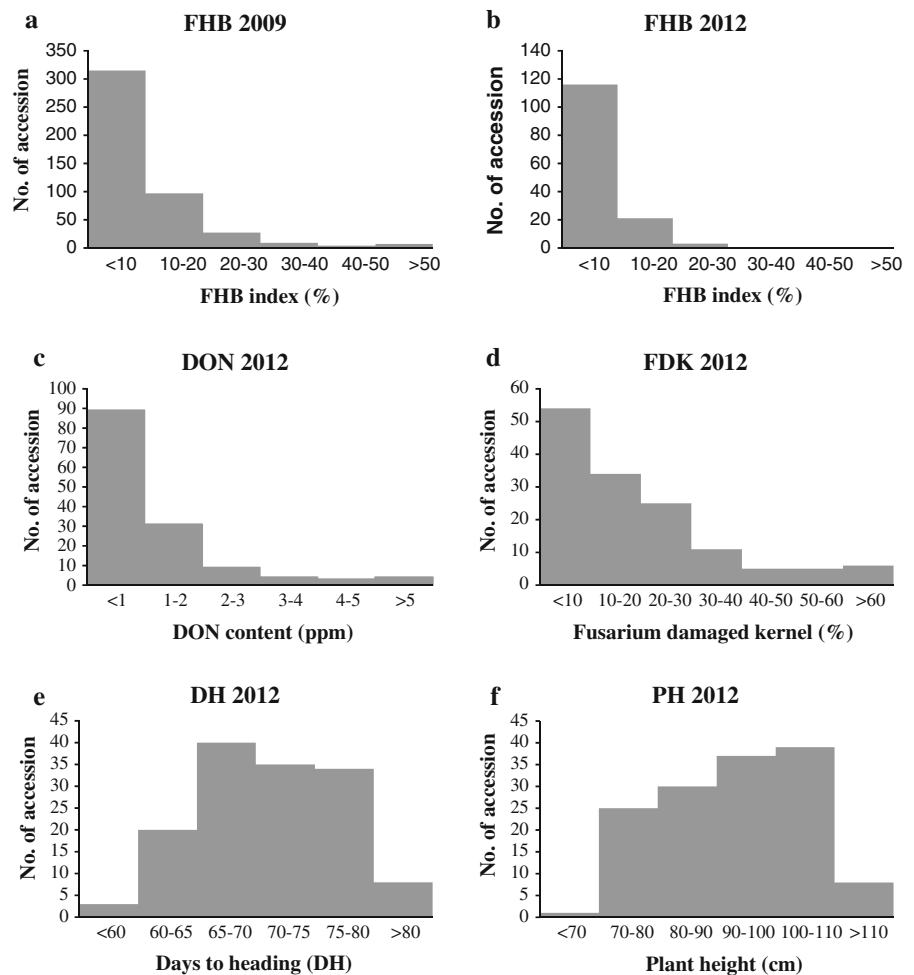 a
FHB 2009
No. of accession
350
300
250
200
150
100
50
0
<10 10-20 20-30 30-40 40-50 >50
FHB index (%)
b
FHB 2012
No. of accession
140
120
100
80
60
40
20
0
<10 10-20 20-30 30-40 40-50 >50
FHB index (%)
c
DON 2012
No. of accession
100
90
80
70
60
50
40
30
20
10
0
<1 1-2 2-3 3-4 4-5 >5
DON content (ppm)
d
FDK 2012
No. of accession
60
50
40
30
20
10
0
<10 10-20 20-30 30-40 40-50 50-60 >60
Fusarium damaged kernel (%)
e
DH 2012
No. of accession
45
40
35
30
25
20
15
10
5
0
<60 60-65 65-70 70-75 75-80 >80
Days to heading (DH)
f
PH 2012
No. of accession
45
40
35
30
25
20
15
10
5
0
<70 70-80 80-90 90-100 100-110 >110
Plant height (cm)